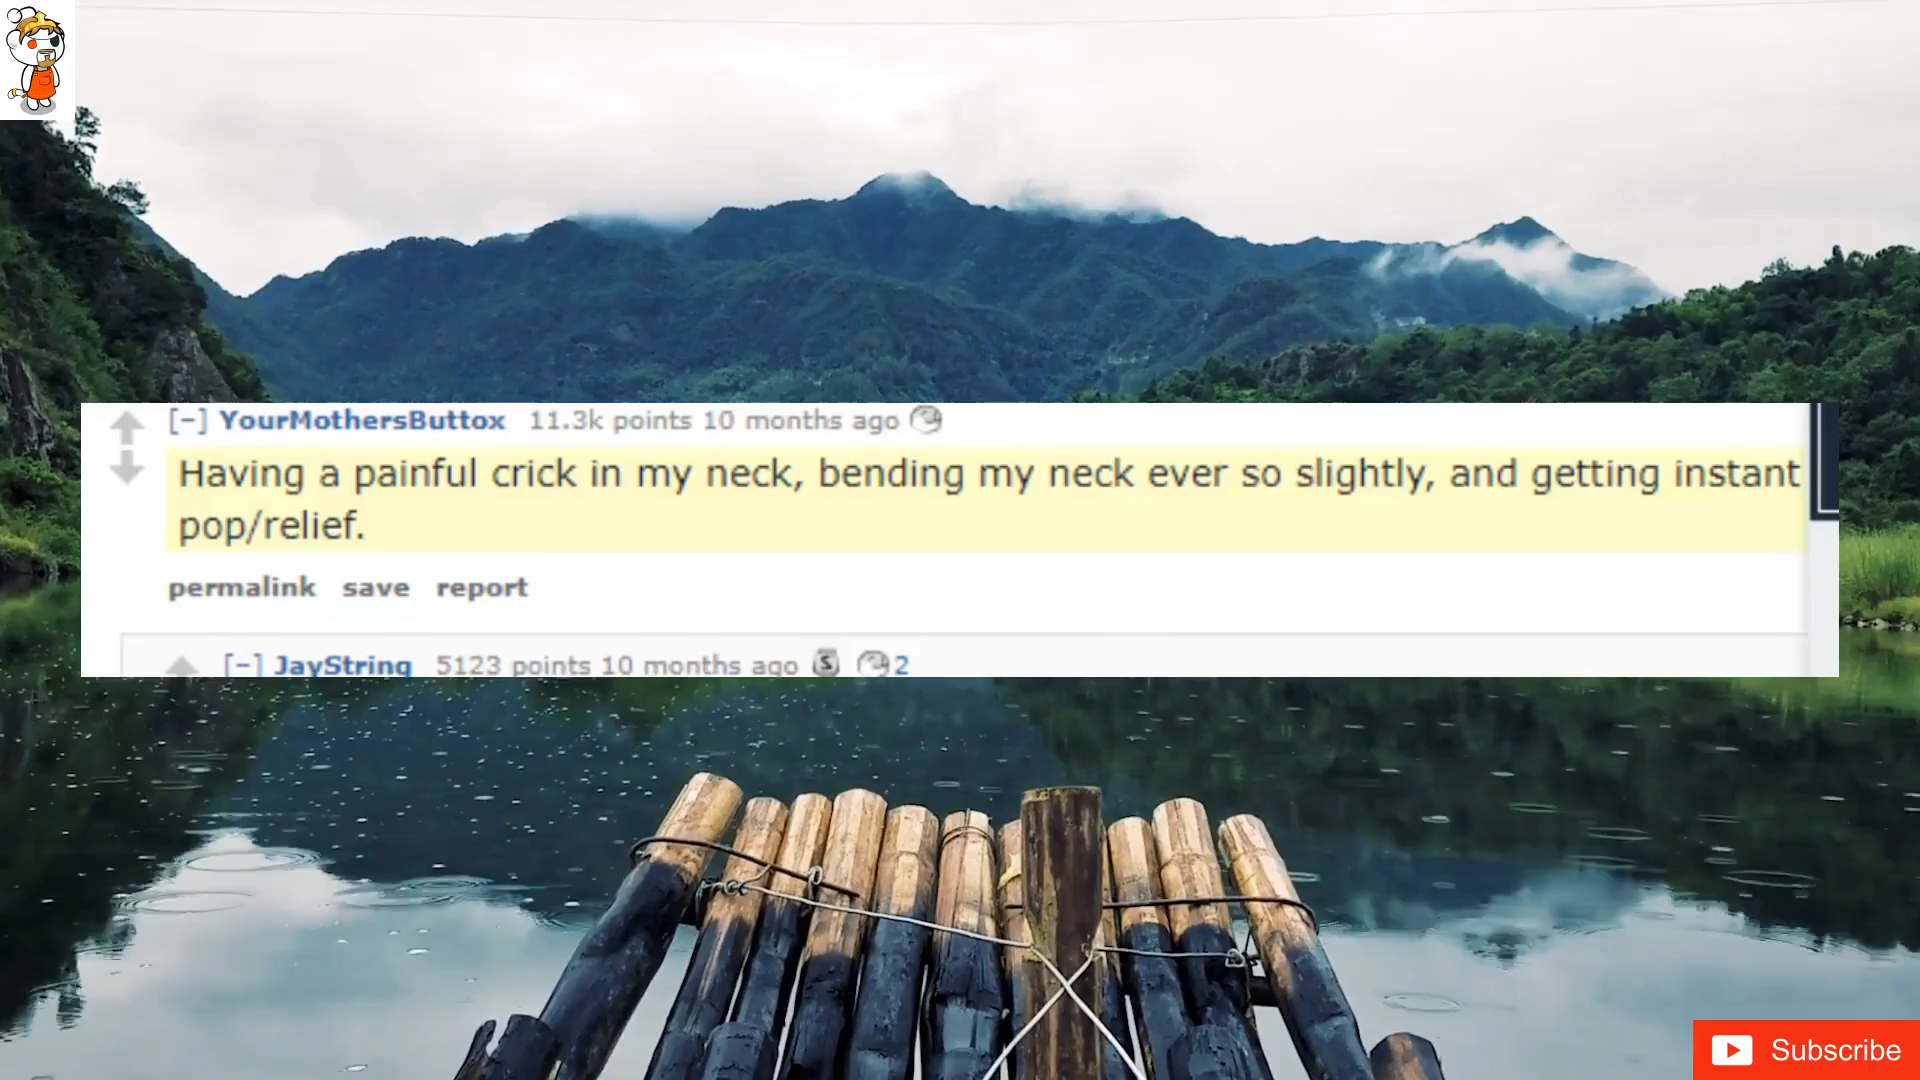 [-] YourMothersButtox 11.3k points 10 months ago
Having a painful crick in my neck, bending my neck ever so slightly, and getting instant
pop/relief.
permalink save report
[-] JayString 5123 points 10 months ago 2
Subscribe